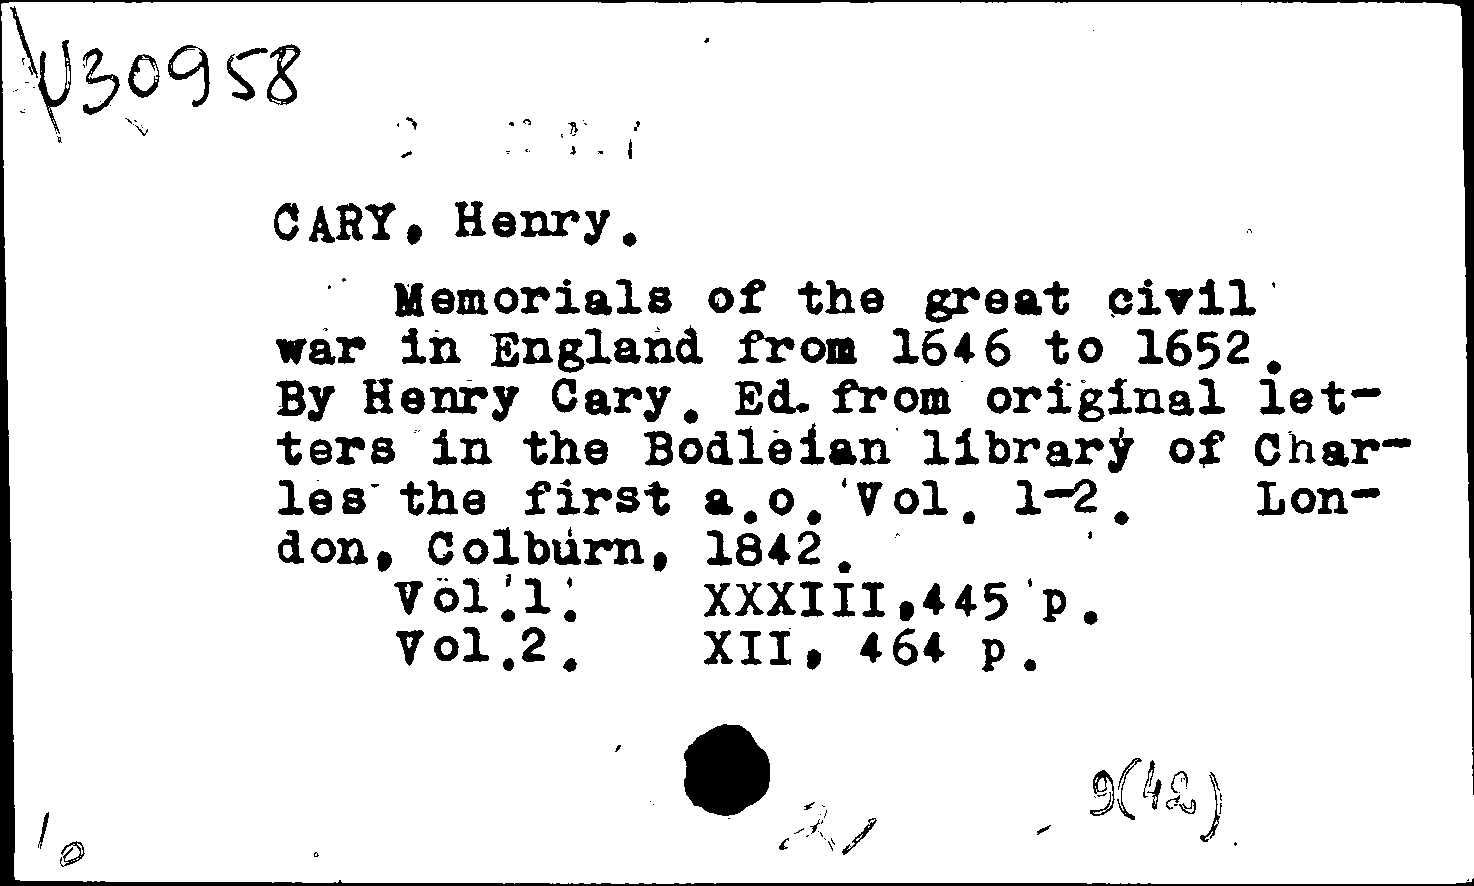 U30958
CARY, Henry.
Memorials of the great civil
war in England from 1646 to 1652.
By Henry Cary. Ed. from original let-
ters in the Bodleian library of Char-
les the first a.o. Vol. 1-2. Lon-
don, Colburn, 1842.
Vol.1. XXXIII,445 p.
Vol.2. XII, 464 p.
9(42)